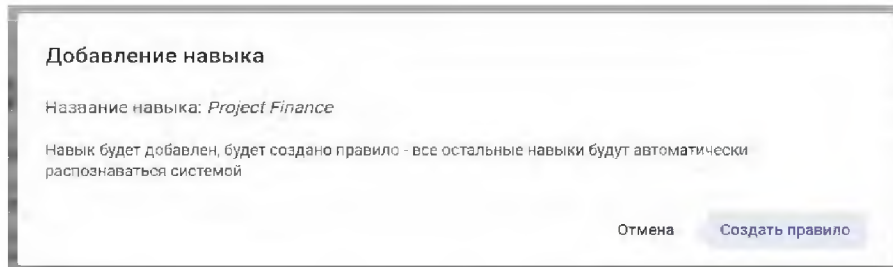 Добавление навыка
Название навыка: Project Finance
Навык будет добавлен, будет создано правило - все остальные навыки будут автоматически
распознаваться системой
Отмена Создать правило